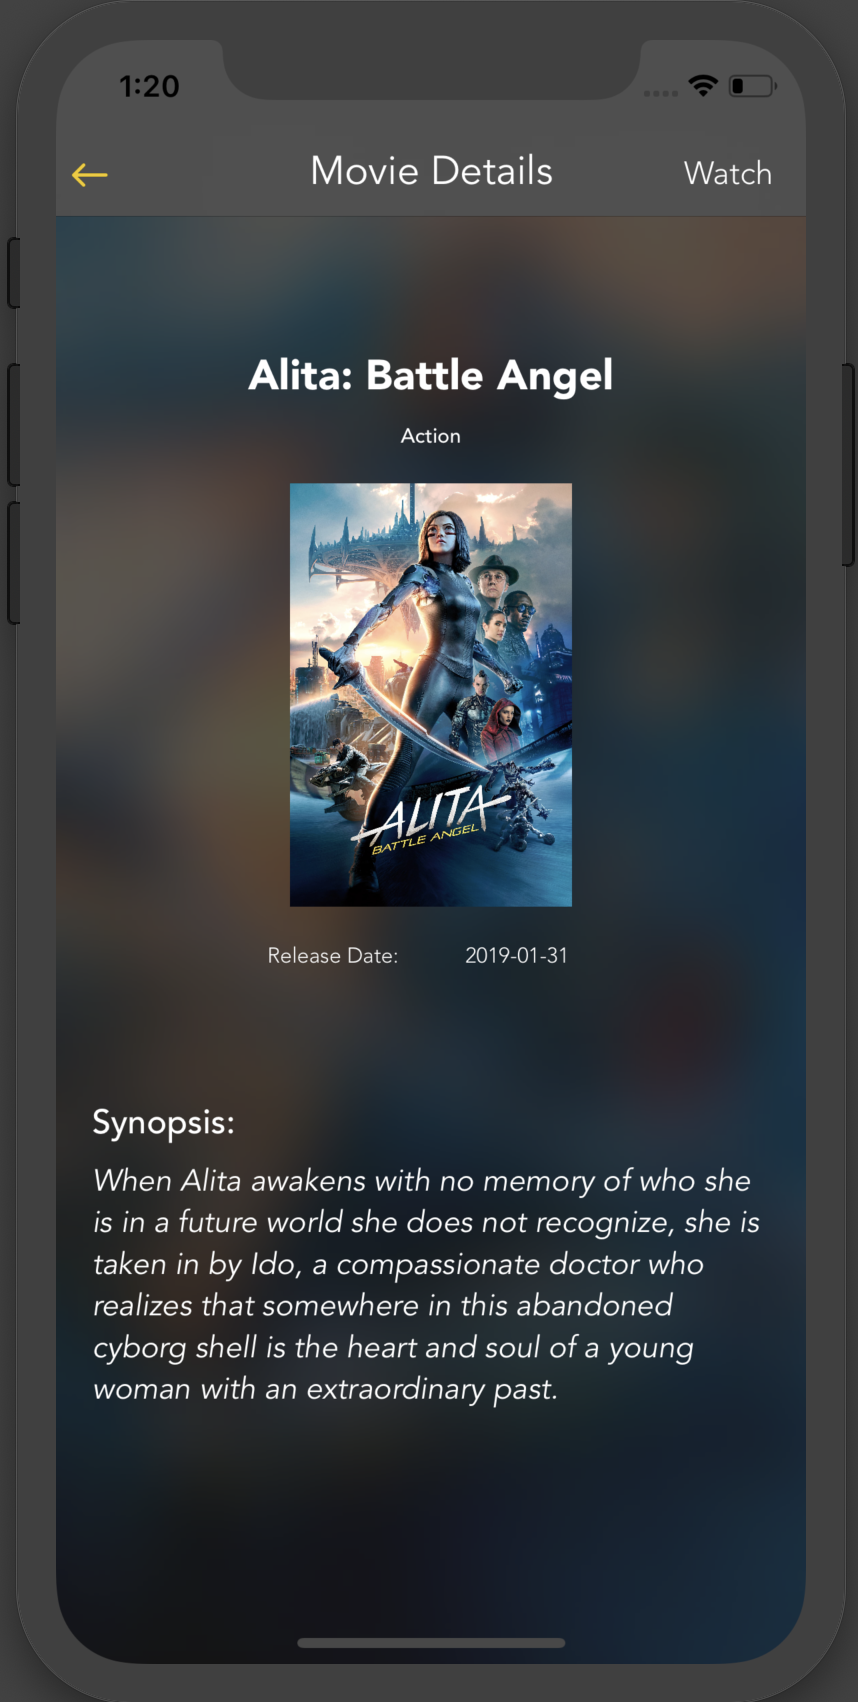 1:20
Movie Details
Watch
Alita: Battle Angel
Action
ALITA
BATTLE ANGEL
Release Date: 2019-01-31
Synopsis:
When Alita awakens with no memory of who she
is in a future world she does not recognize, she is
taken in by Ido, a compassionate doctor who
realizes that somewhere in this abandoned
cyborg shell is the heart and soul of a young
woman with an extraordinary past.